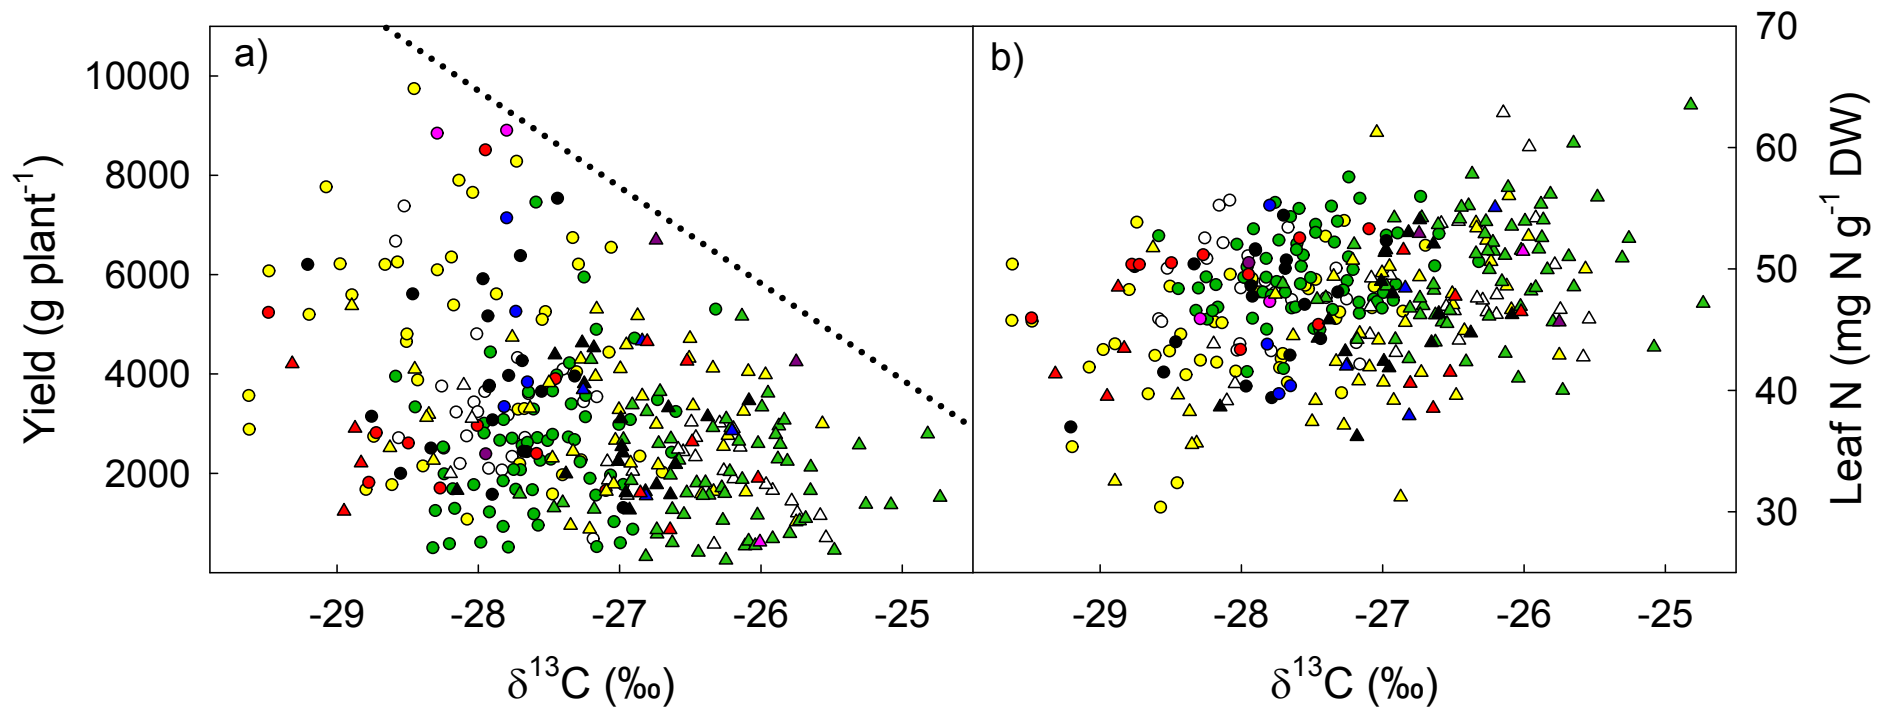 a)
b)
10000
8000
6000
4000
2000
Yield (g plant⁻¹)
70
60
50
40
30
Leaf N (mg N g⁻¹ DW)
-29 -28 -27 -26 -25
-29 -28 -27 -26 -25
δ¹³C (‰)
δ¹³C (‰)